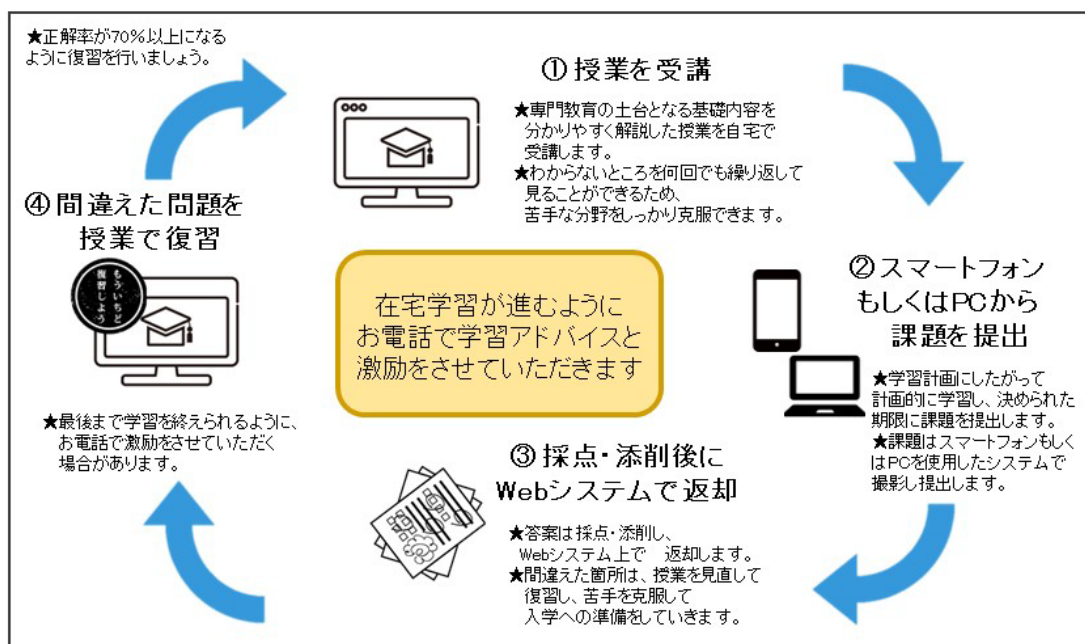 ★正解率が70%以上になる
ように復習を行いましょう。
①授業を受講
★専門教育の土台となる基礎内容を
分かりやすく解説した授業を自宅で
受講します。
★わからないところを何回でも繰り返して
見ることができるため、
苦手な分野をしっかり克服できます。
②スマートフォン
もしくはPCから
課題を提出
★学習計画にしたがって
計画的に学習し、決められた
期限に課題を提出します。
★課題はスマートフォンもしく
はPCを使用したシステムで
撮影し提出します。
③採点・添削後に
Webシステムで返却
★答案は採点・添削し、
Webシステム上で 返却します。
★間違えた箇所は、授業を見直して
復習し、苦手を克服して
入学への準備をしていきます。
④間違えた問題を
授業で復習
もういちど
復習しよう
★最後まで学習を終えられるように、
お電話で激励をさせていただく
場合があります。
在宅学習が進むように
お電話で学習アドバイスと
激励をさせていただきます